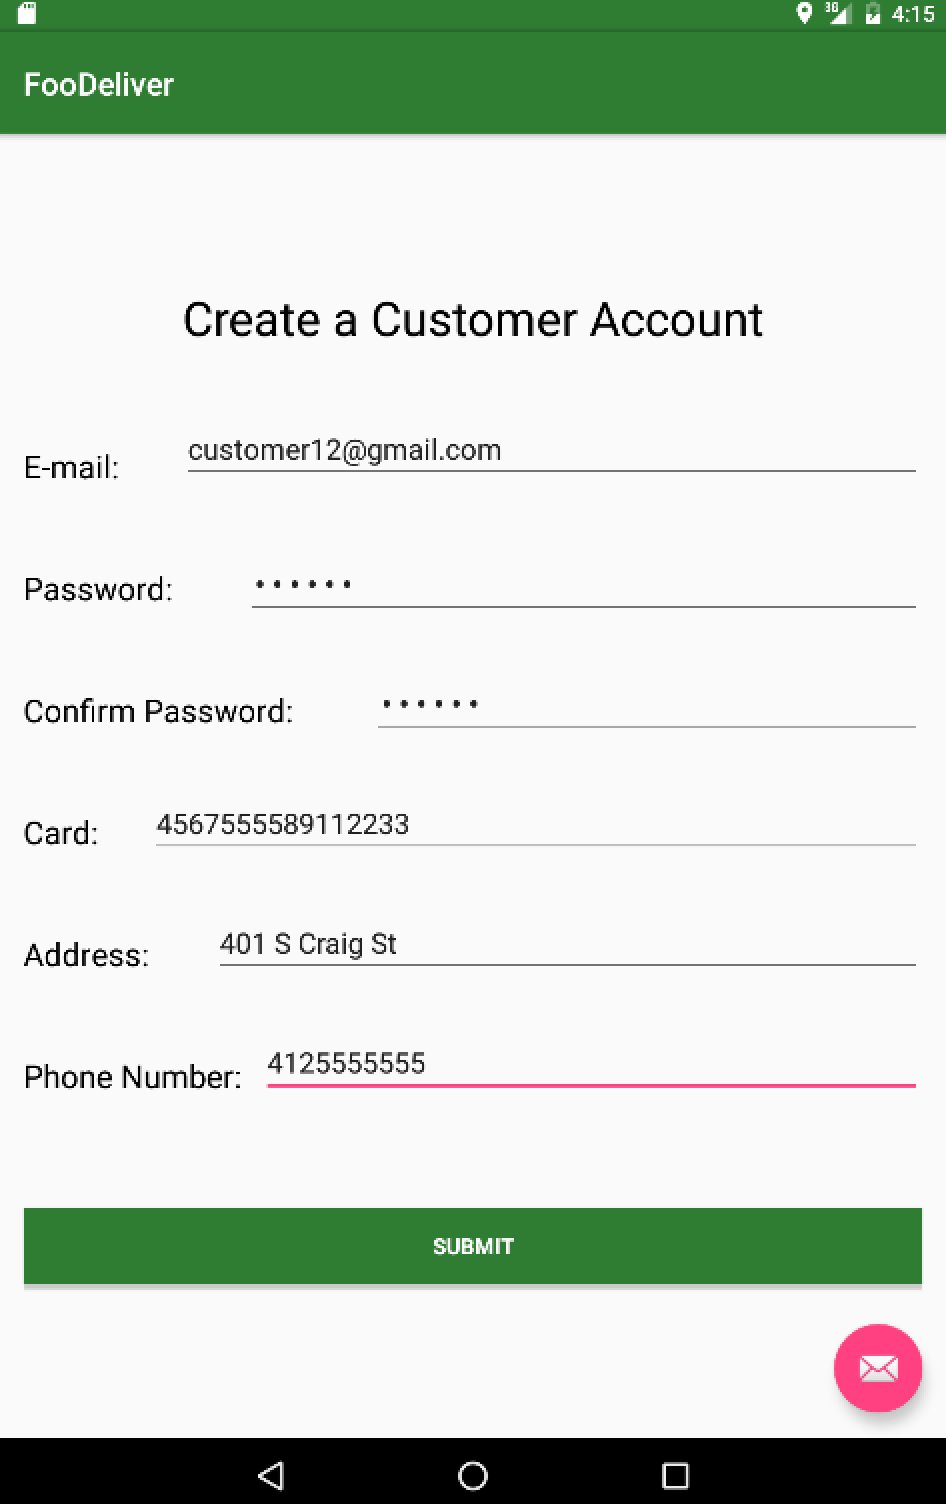 3G 4:15
FooDeliver
Create a Customer Account
E-mail: customer12@gmail.com
Password: ••••••
Confirm Password: ••••••
Card: 4567555589112233
Address: 401 S Craig St
Phone Number: 4125555555
SUBMIT